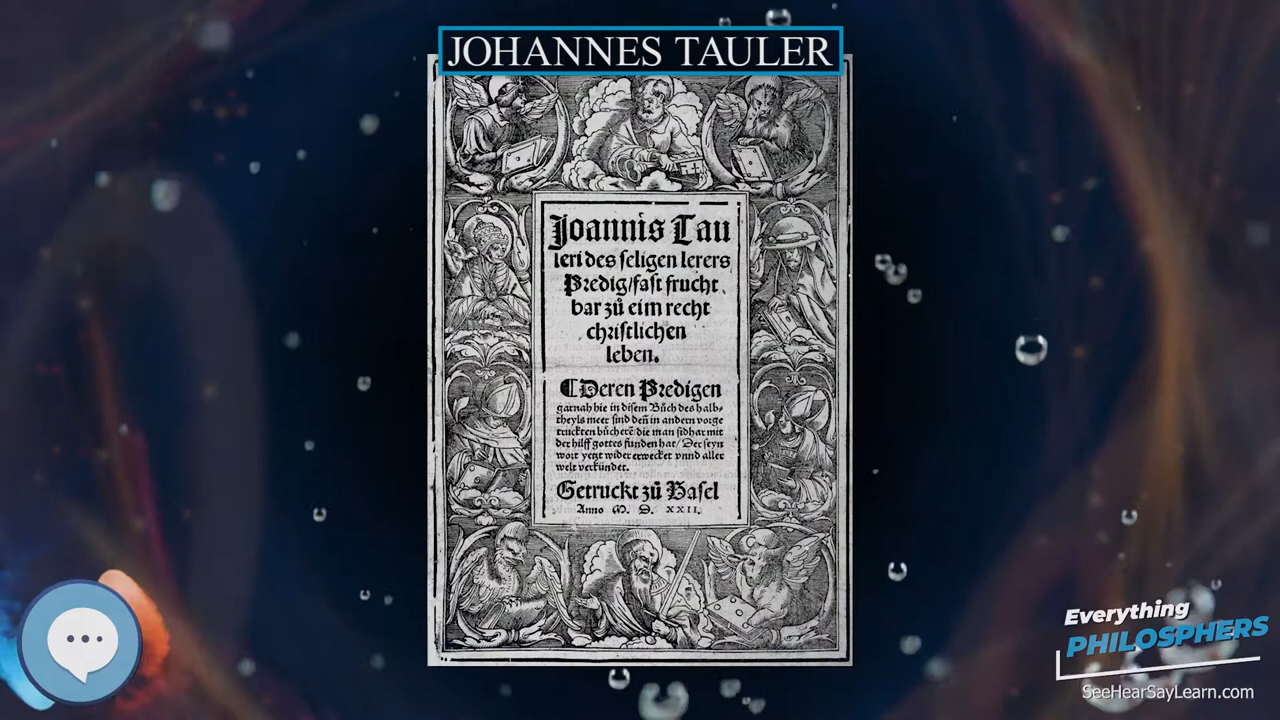 JOHANNES TAULER
Joannis Tau
leri des seligen lerers
Predig/fast frucht
bar zů eim recht
christlichen
leben.
Deren Predigen
garnah hie in disem Bůch des halb-
theyls meer sind deñ in andern vorge
truckten bůcherẽ die man sidhar mit
der hilff gottes funden hat/Der seyn
wort yetzt wider erwecket vnnd aller
welt verkündet.
Getruckt zů Basel
Anno M. D. XXII.
Everything
PHILOSPHERS
SeeHearSayLearn.com